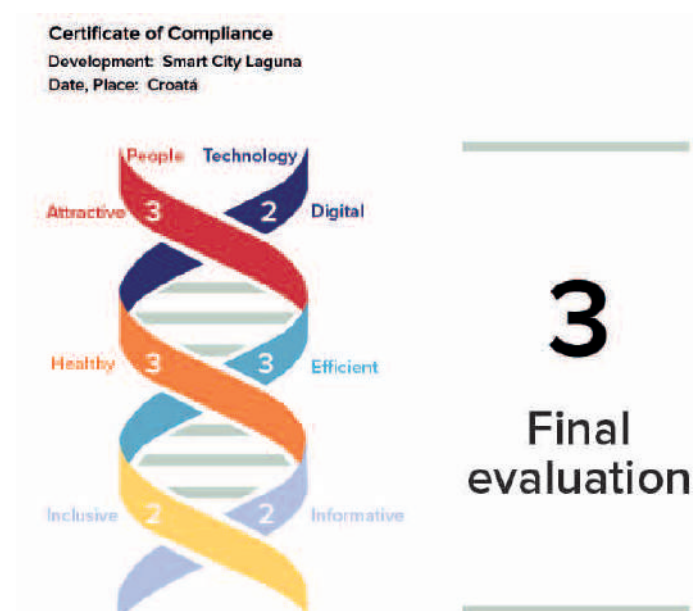 Certificate of Compliance
Development: Smart City Laguna
Date, Place: Croatá
People Technology
Attractive 3 2 Digital
3
Healthy 3 3 Efficient
Final
evaluation
Inclusive 2 2 Informative